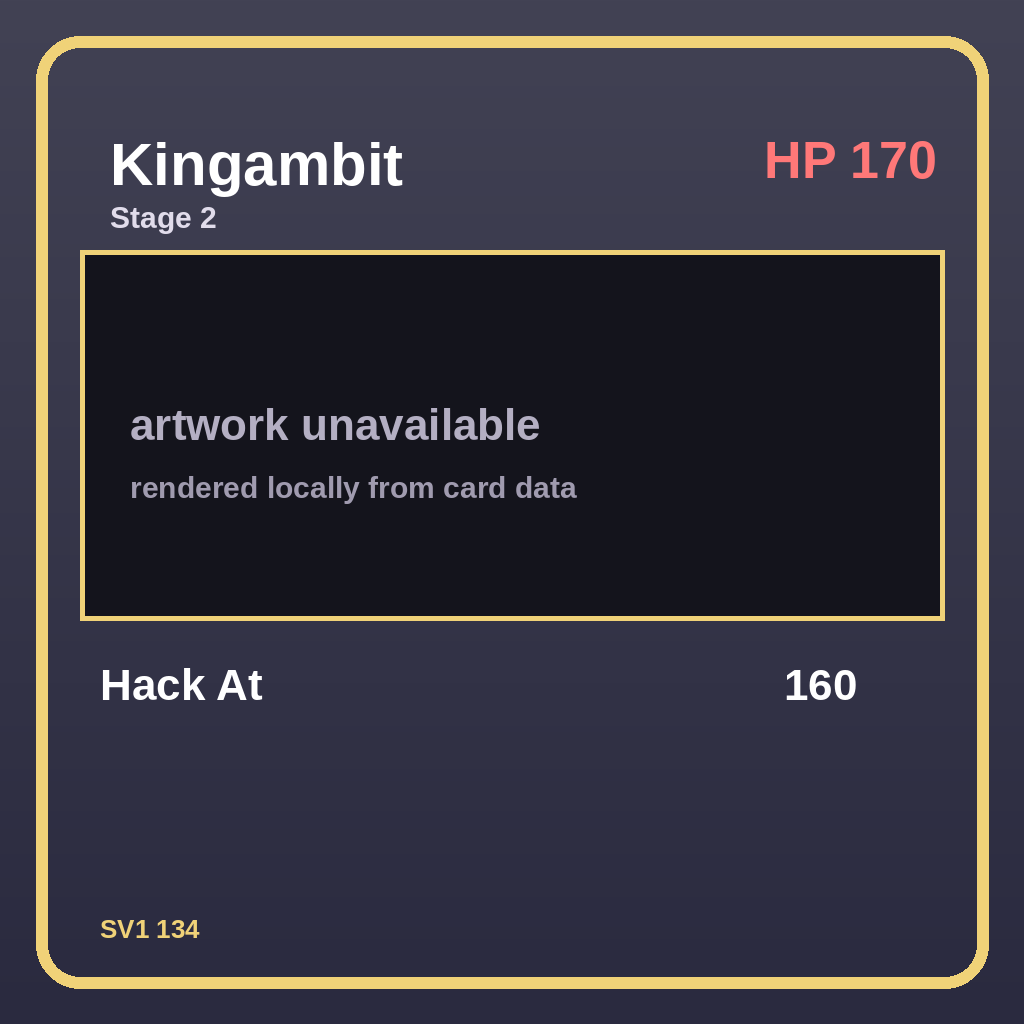 Kingambit
HP 170
Stage 2
artwork unavailable
rendered locally from card data
Hack At
160
SV1 134